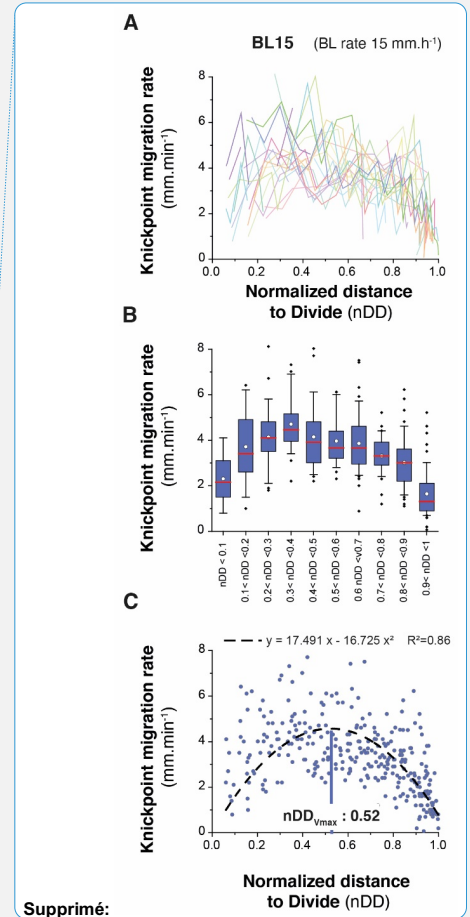 A
BL15 (BL rate 15 mm.h⁻¹)
Knickpoint migration rate
(mm.min⁻¹)
8
6
4
2
0
0.0 0.2 0.4 0.6 0.8 1.0
Normalized distance
to Divide (nDD)
B
Knickpoint migration rate
(mm.min⁻¹)
8
6
4
2
0
nDD < 0.1
0.1< nDD <0.2
0.2< nDD <0.3
0.3< nDD <0.4
0.4< nDD <0.5
0.5< nDD <0.6
0.6 nDD <v0.7
0.7< nDD <0.8
0.8< nDD <0.9
0.9< nDD <1
C
y = 17.491 x - 16.725 x² R²=0.86
Knickpoint migration rate
(mm.min⁻¹)
8
6
4
2
0
nDD Vmax : 0.52
0.0 0.2 0.4 0.6 0.8 1.0
Normalized distance
to Divide (nDD)
Supprimé: